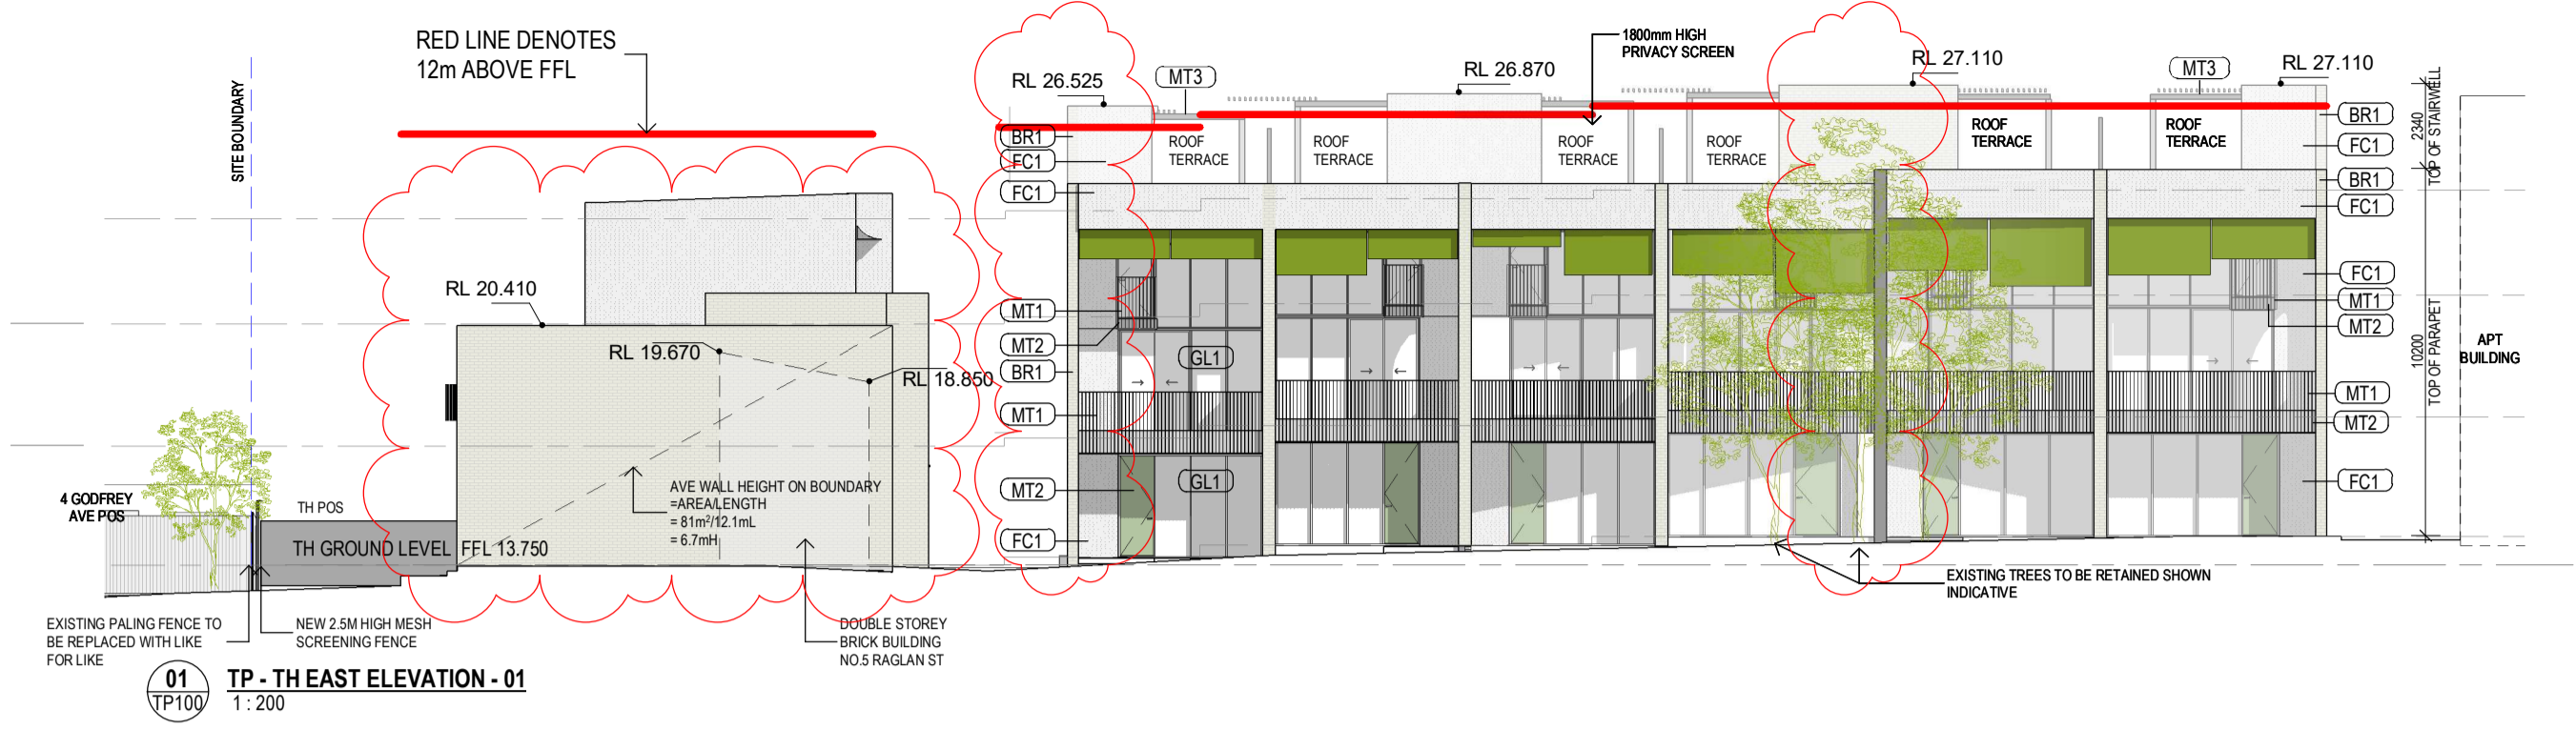 RED LINE DENOTES
12m ABOVE FFL
SITE BOUNDARY
RL 26.525
MT3
RL 26.870
1800mm HIGH
PRIVACY SCREEN
RL 27.110
MT3
RL 27.110
BR1
FC1
FC1
ROOF
TERRACE
ROOF
TERRACE
ROOF
TERRACE
ROOF
TERRACE
ROOF
TERRACE
ROOF
TERRACE
BR1
FC1
BR1
FC1
2340
TOP OF STAIRWELL
RL 20.410
RL 19.670
RL 18.850
MT1
MT2
BR1
MT1
MT2
FC1
GL1
GL1
FC1
MT1
MT2
MT1
MT2
FC1
10200
TOP OF PARAPET
APT
BUILDING
4 GODFREY
AVE POS
TH POS
TH GROUND LEVEL FFL 13.750
AVE WALL HEIGHT ON BOUNDARY
=AREA/LENGTH
= 81m²/12.1mL
= 6.7mH
EXISTING TREES TO BE RETAINED SHOWN
INDICATIVE
EXISTING PALING FENCE TO
BE REPLACED WITH LIKE
FOR LIKE
NEW 2.5M HIGH MESH
SCREENING FENCE
DOUBLE STOREY
BRICK BUILDING
NO.5 RAGLAN ST
01
TP100
TP - TH EAST ELEVATION - 01
1 : 200